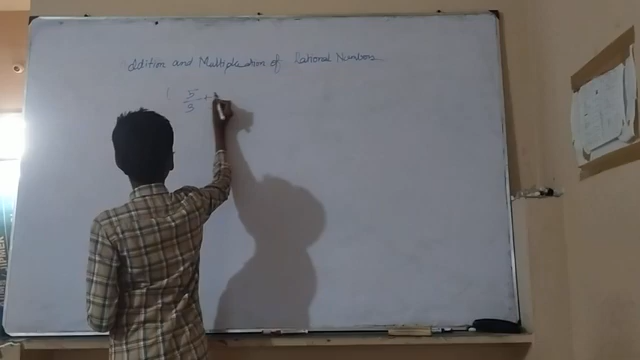 addition and Multiplication of Rational Numbers
( 5/3 +